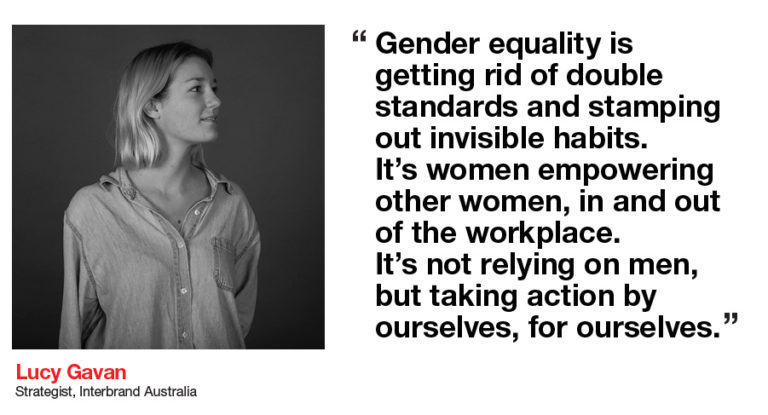 “ Gender equality is
getting rid of double
standards and stamping
out invisible habits.
It’s women empowering
other women, in and out
of the workplace.
It’s not relying on men,
but taking action by
ourselves, for ourselves.”
Lucy Gavan
Strategist, Interbrand Australia